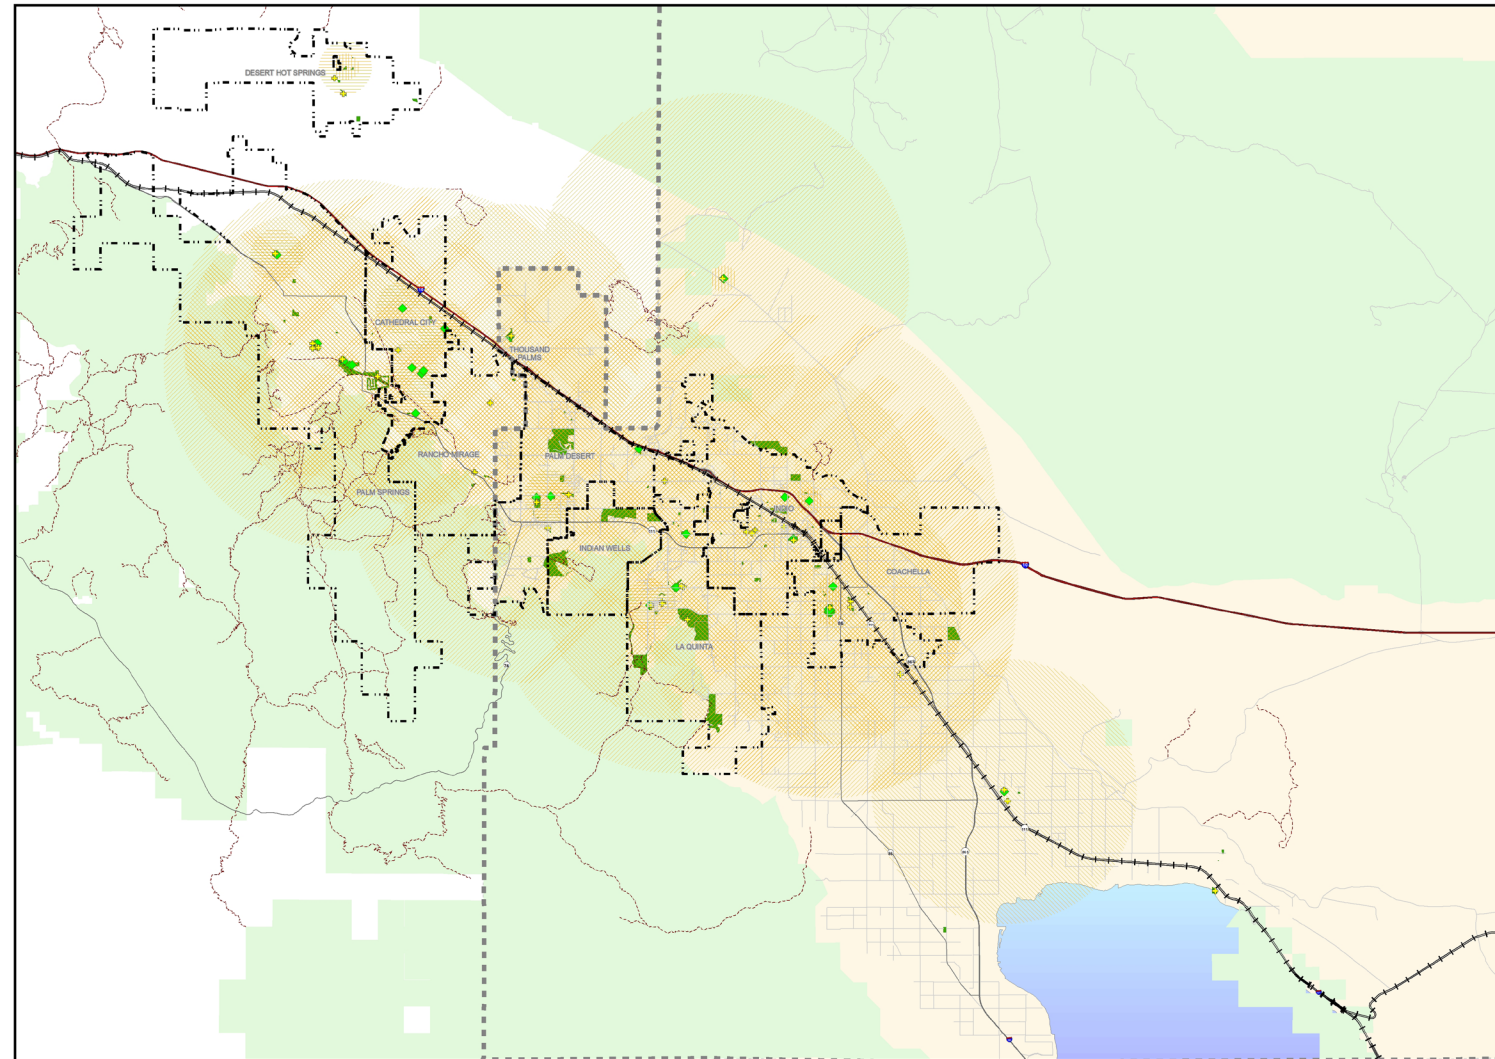 DESERT HOT SPRINGS
CATHEDRAL CITY
THOUSAND
PALMS
RANCHO MIRAGE
PALM DESERT
PALM SPRINGS
INDIO
INDIAN WELLS
COACHELLA
LA QUINTA